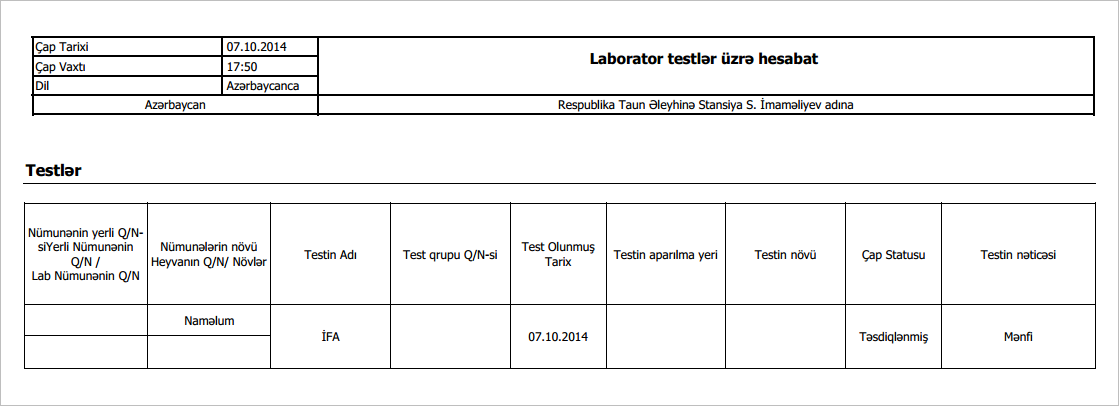 Çap Tarixi 07.10.2014
Çap Vaxtı 17:50
Dil Azərbaycanca
Laborator testlər üzrə hesabat
Azərbaycan Respublika Taun Əleyhinə Stansiya S. İmaməliyev adına
Testlər
Nümunənin yerli Q/N-
siYerli Nümunənin
Q/N /
Lab Nümunənin Q/N
Nümunələrin növü
Heyvanın Q/N/ Növlər
Testin Adı
Test qrupu Q/N-si
Test Olunmuş
Tarix
Testin aparılma yeri
Testin növü
Çap Statusu
Testin nəticəsi
Naməlum
İFA
07.10.2014
Təsdiqlənmiş
Mənfi